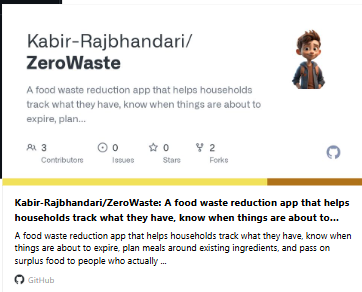 Kabir-Rajbhandari/
ZeroWaste
A food waste reduction app that helps households
track what they have, know when things are about to
expire, plan...
3
Contributors
0
Issues
0
Stars
2
Forks
Kabir-Rajbhandari/ZeroWaste: A food waste reduction app that helps
households track what they have, know when things are about to...
A food waste reduction app that helps households track what they have, know when
things are about to expire, plan meals around existing ingredients, and pass on
surplus food to people who actually ...
GitHub